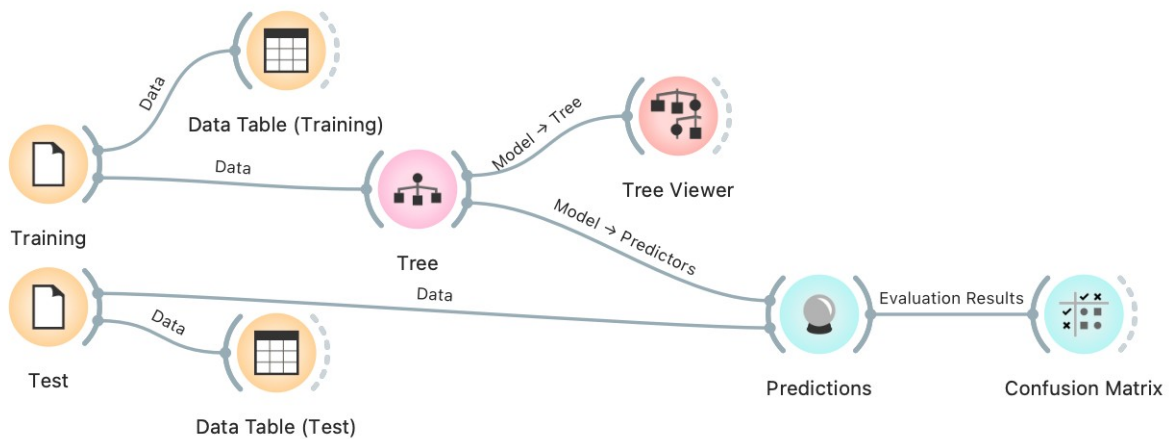 Data
Data Table (Training)
Model → Tree
Data
Tree Viewer
Training
Tree
Model → Predictors
Data
Data
Evaluation Results
Test
Data Table (Test)
Predictions
Confusion Matrix